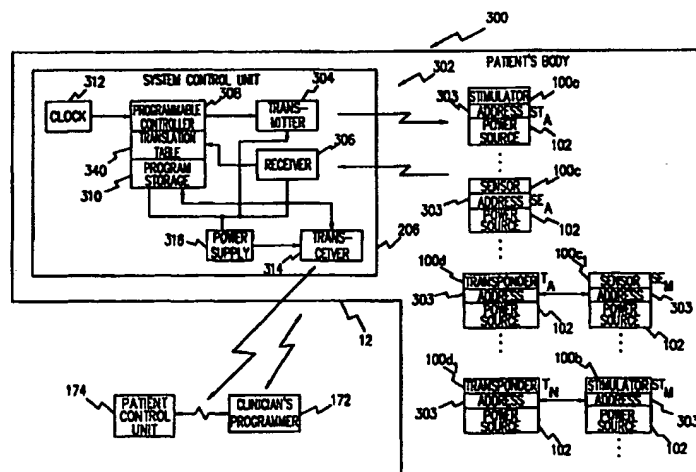 300
312
SYSTEM CONTROL UNIT
308
304
302
PATIENT'S BODY
CLOCK
PROGRAMMABLE
CONTROLLER
TRANSLATION
TABLE
PROGRAM
STORAGE
TRANS-
MITTER
340
310
RECEIVER
306
316
POWER
SUPPLY
314
TRANS-
CEIVER
206
303
STIMULATOR
ADDRESS
POWER
SOURCE
ST A
102
SENSOR
100c
303
ADDRESS
POWER
SOURCE
SE A
102
100d
TRANSPONDER
303
ADDRESS
POWER
SOURCE
T A
102
SENSOR
ADDRESS
POWER
SOURCE
SE M
303
102
100d
TRANSPONDER
303
ADDRESS
POWER
SOURCE
T N
102
100b
STIMULATOR
ADDRESS
POWER
SOURCE
ST M
303
102
12
174
PATIENT
CONTROL
UNIT
CLINICIAN'S
PROGRAMMER
172